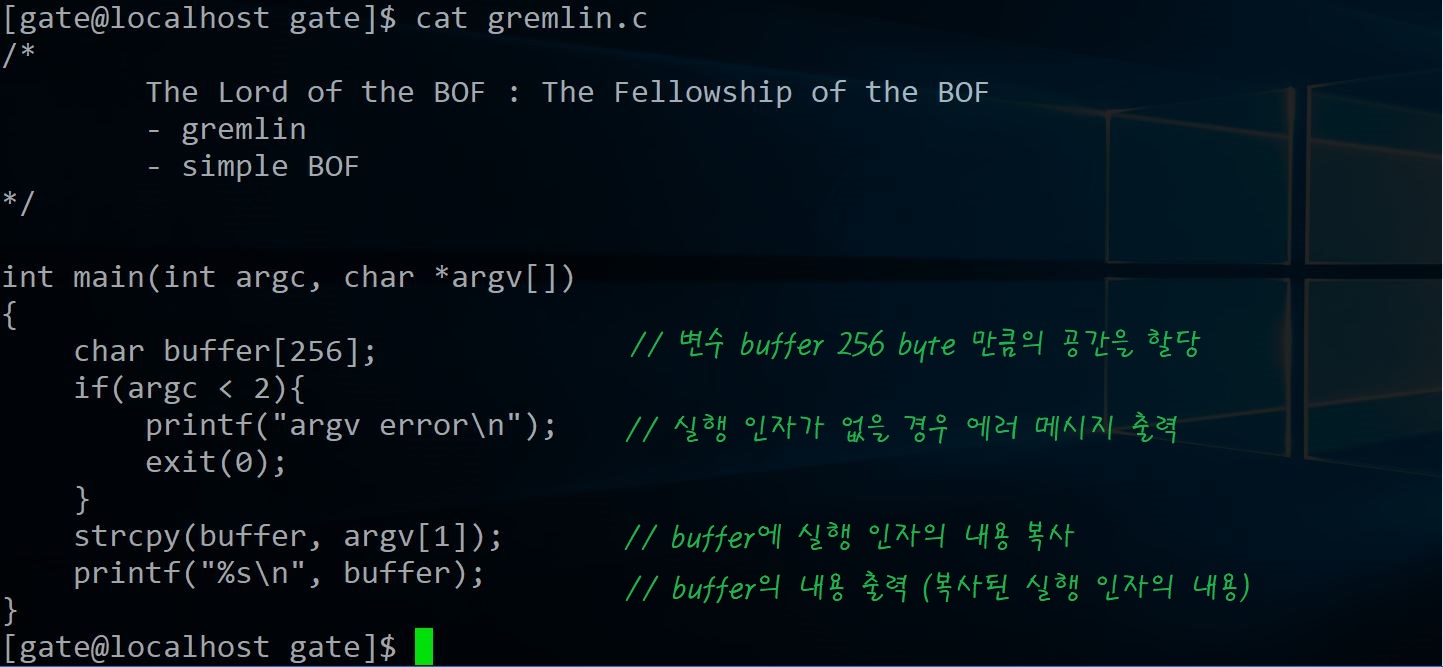 [gate@localhost gate]$ cat gremlin.c
/*
The Lord of the BOF : The Fellowship of the BOF
- gremlin
- simple BOF
*/
int main(int argc, char *argv[])
{
char buffer[256]; // 변수 buffer 256 byte 만큼의 공간을 할당
if(argc < 2){
printf("argv error\n"); // 실행 인자가 없을 경우 에러 메시지 출력
exit(0);
}
strcpy(buffer, argv[1]); // buffer에 실행 인자의 내용 복사
printf("%s\n", buffer); // buffer의 내용 출력 (복사된 실행 인자의 내용)
}
[gate@localhost gate]$